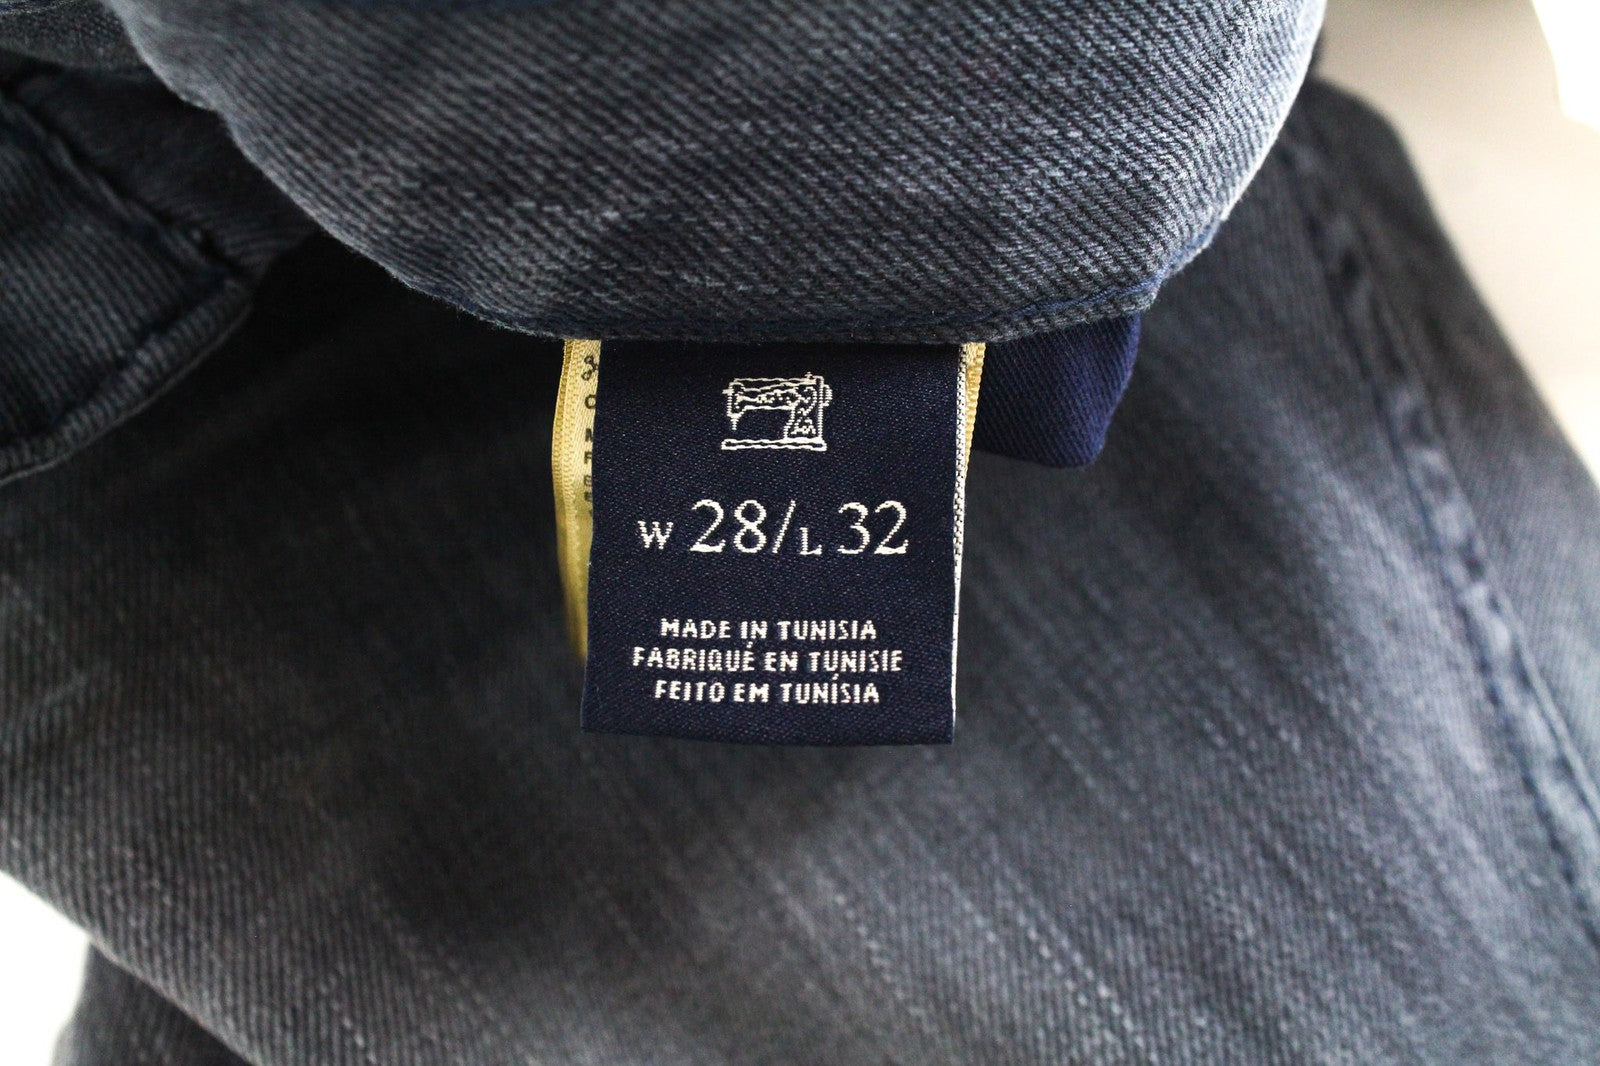 W 28/L 32
MADE IN TUNISIA
FABRIQUÉ EN TUNISIE
FEITO EM TUNÍSIA